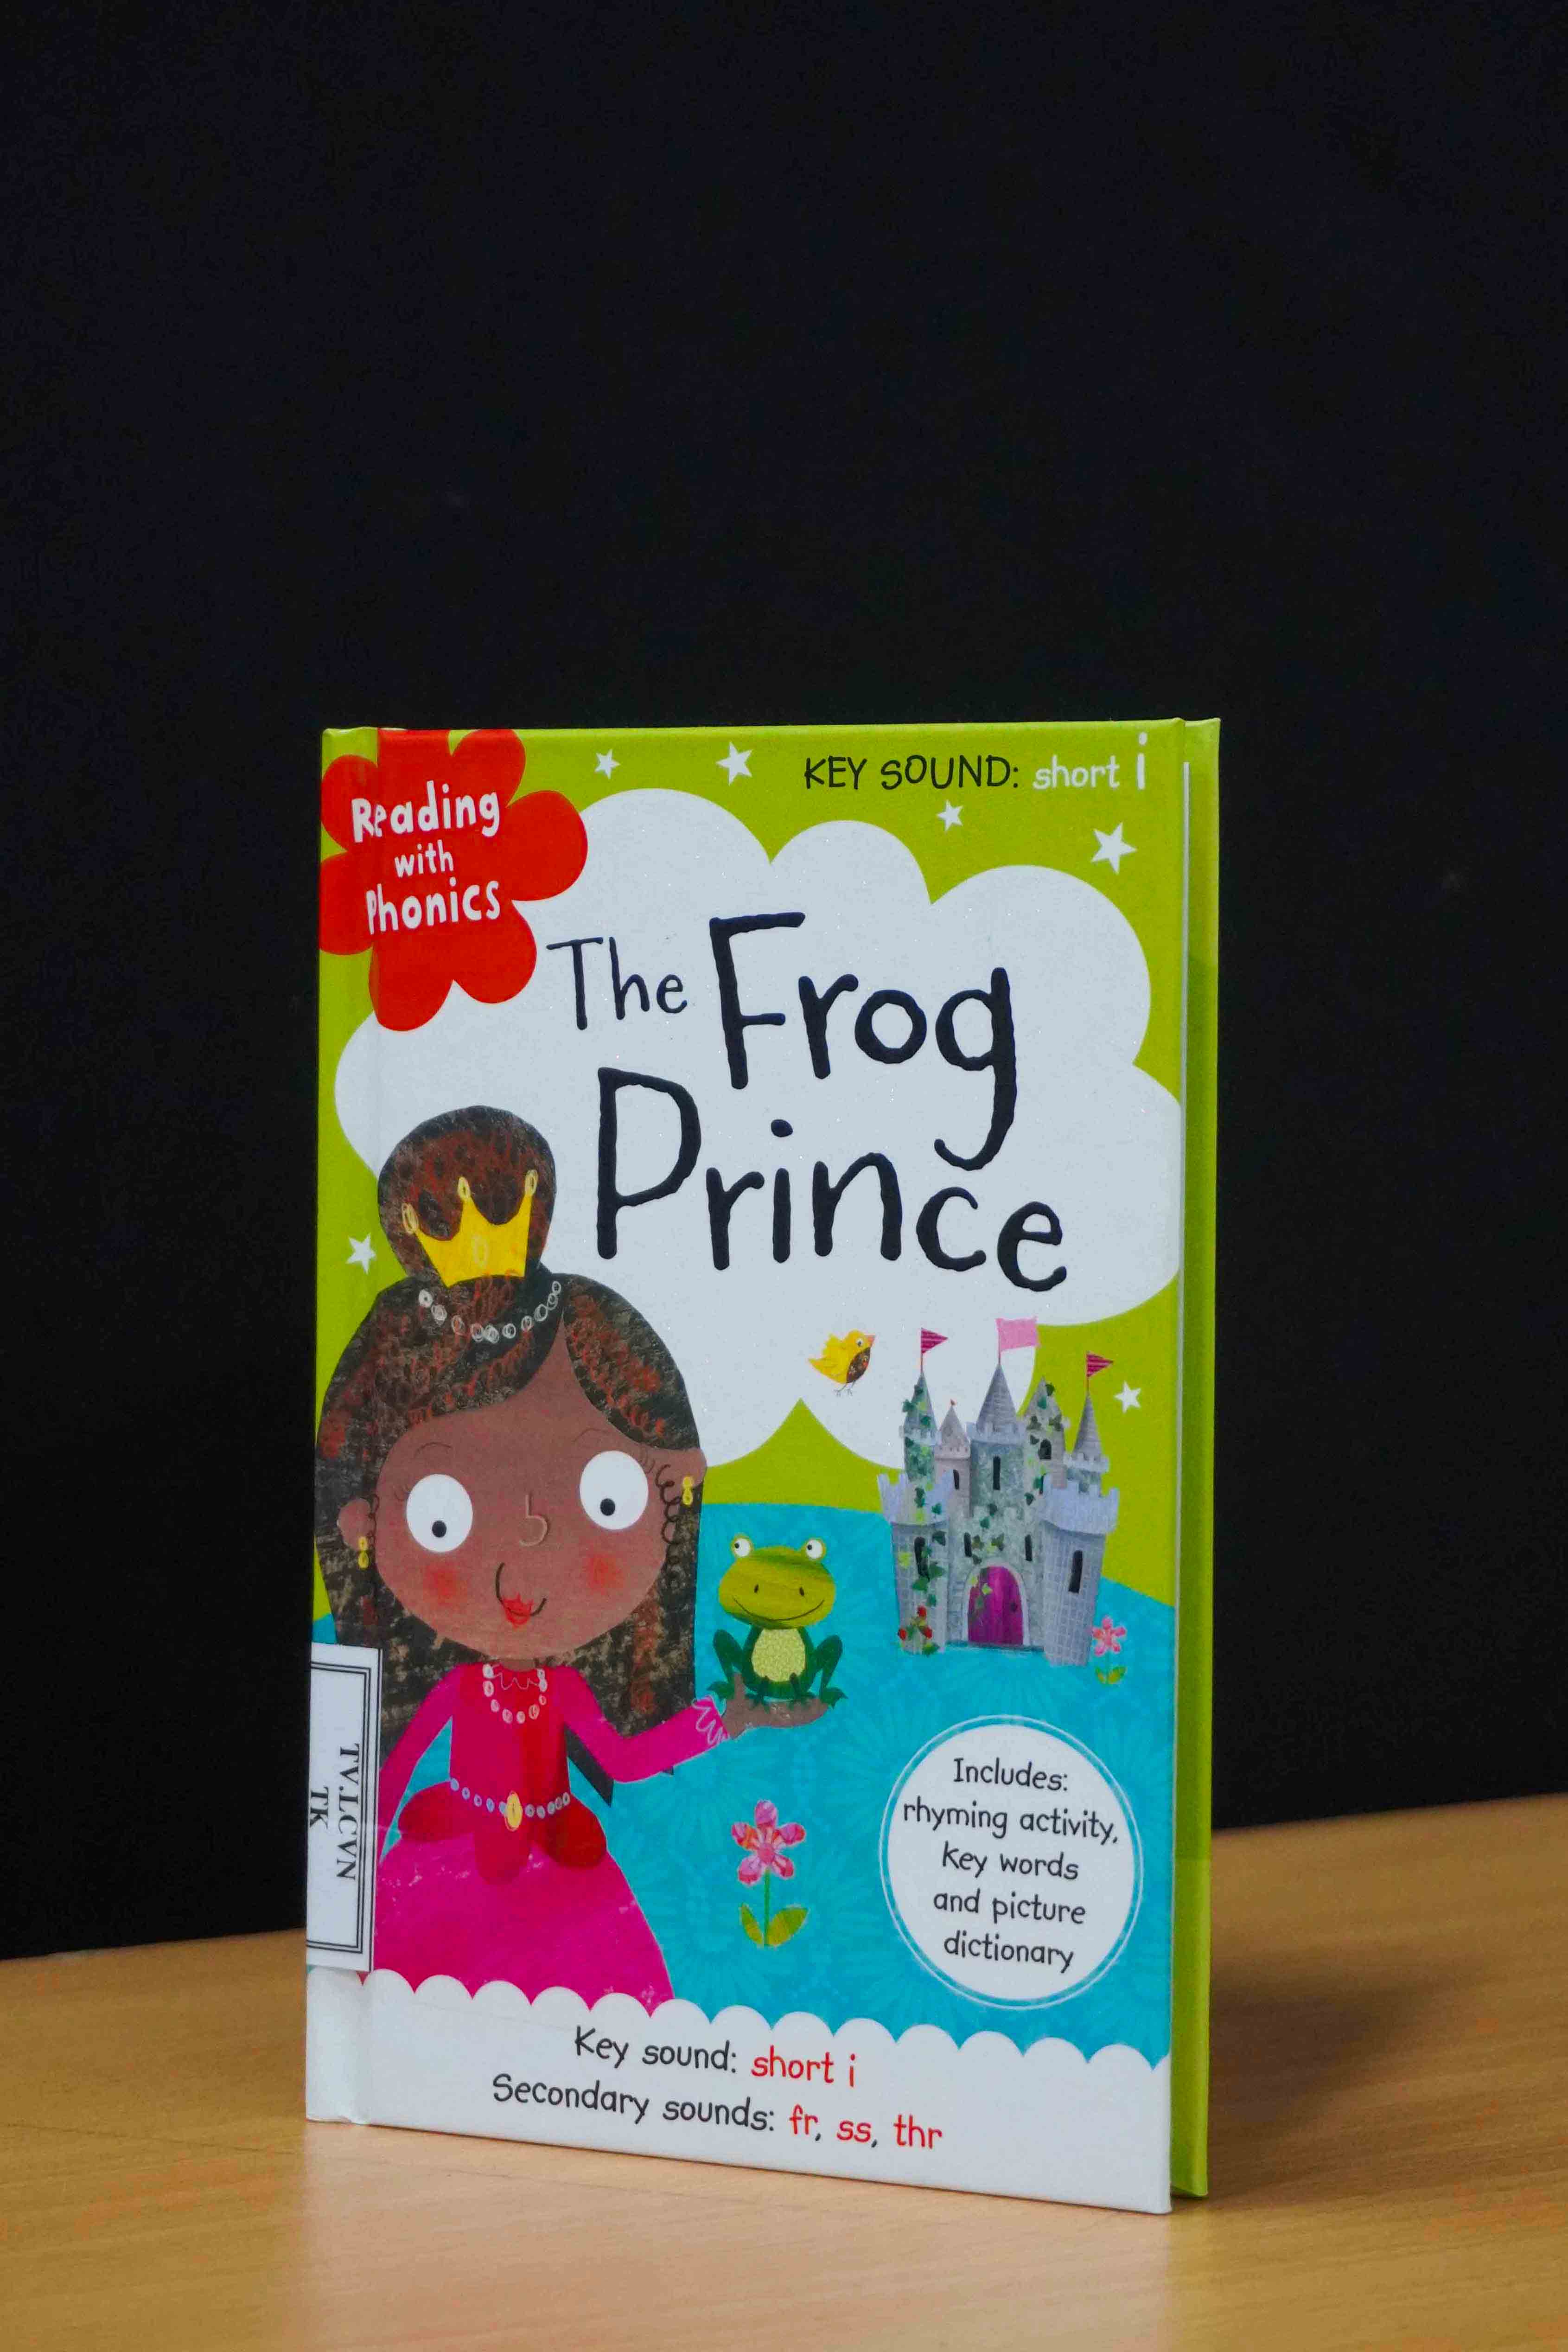 Reading
with
Phonics
KEY SOUND: short i
The Frog
Prince
TV.LCVN
TK
Includes:
rhyming activity,
key words
and picture
dictionary
Key sound: short i
Secondary sounds: fr, ss, thr